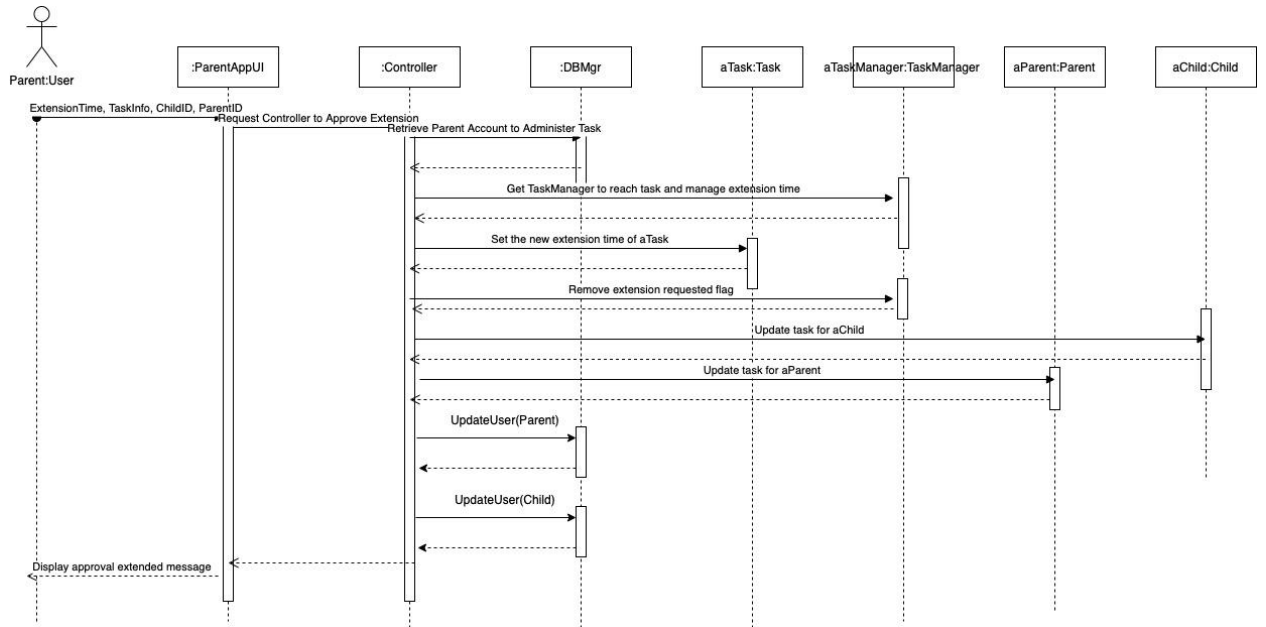 Parent:User
:ParentAppUI
:Controller
:DBMgr
aTask:Task
aTaskManager:TaskManager
aParent:Parent
aChild:Child
ExtensionTime, TaskInfo, ChildID, ParentID
Request Controller to Approve Extension
Retrieve Parent Account to Administer Task
Get TaskManager to reach task and manage extension time
Set the new extension time of aTask
Remove extension requested flag
Update task for aChild
Update task for aParent
UpdateUser(Parent)
UpdateUser(Child)
Display approval extended message